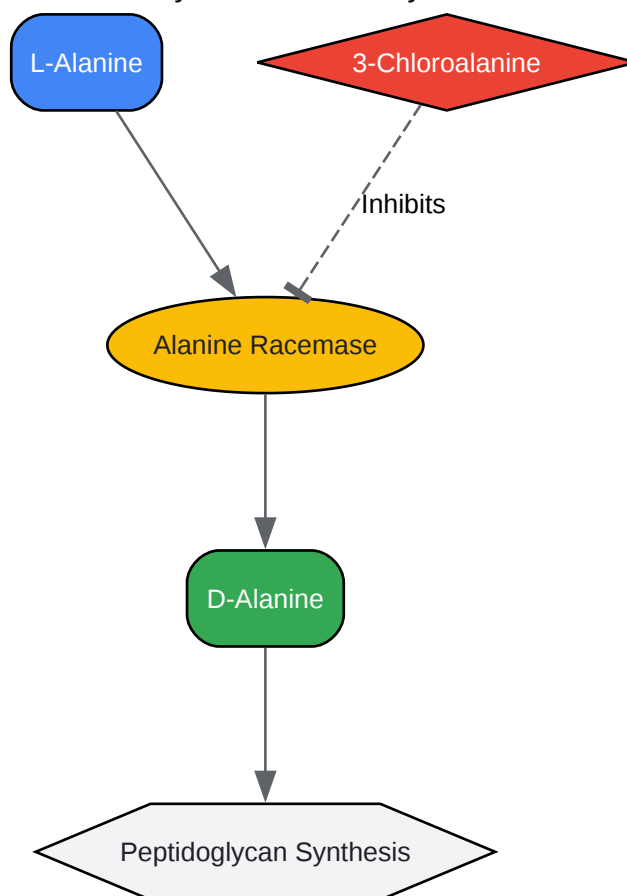 L-Alanine
3-Chloroalanine
Inhibits
Alanine Racemase
D-Alanine
Peptidoglycan Synthesis